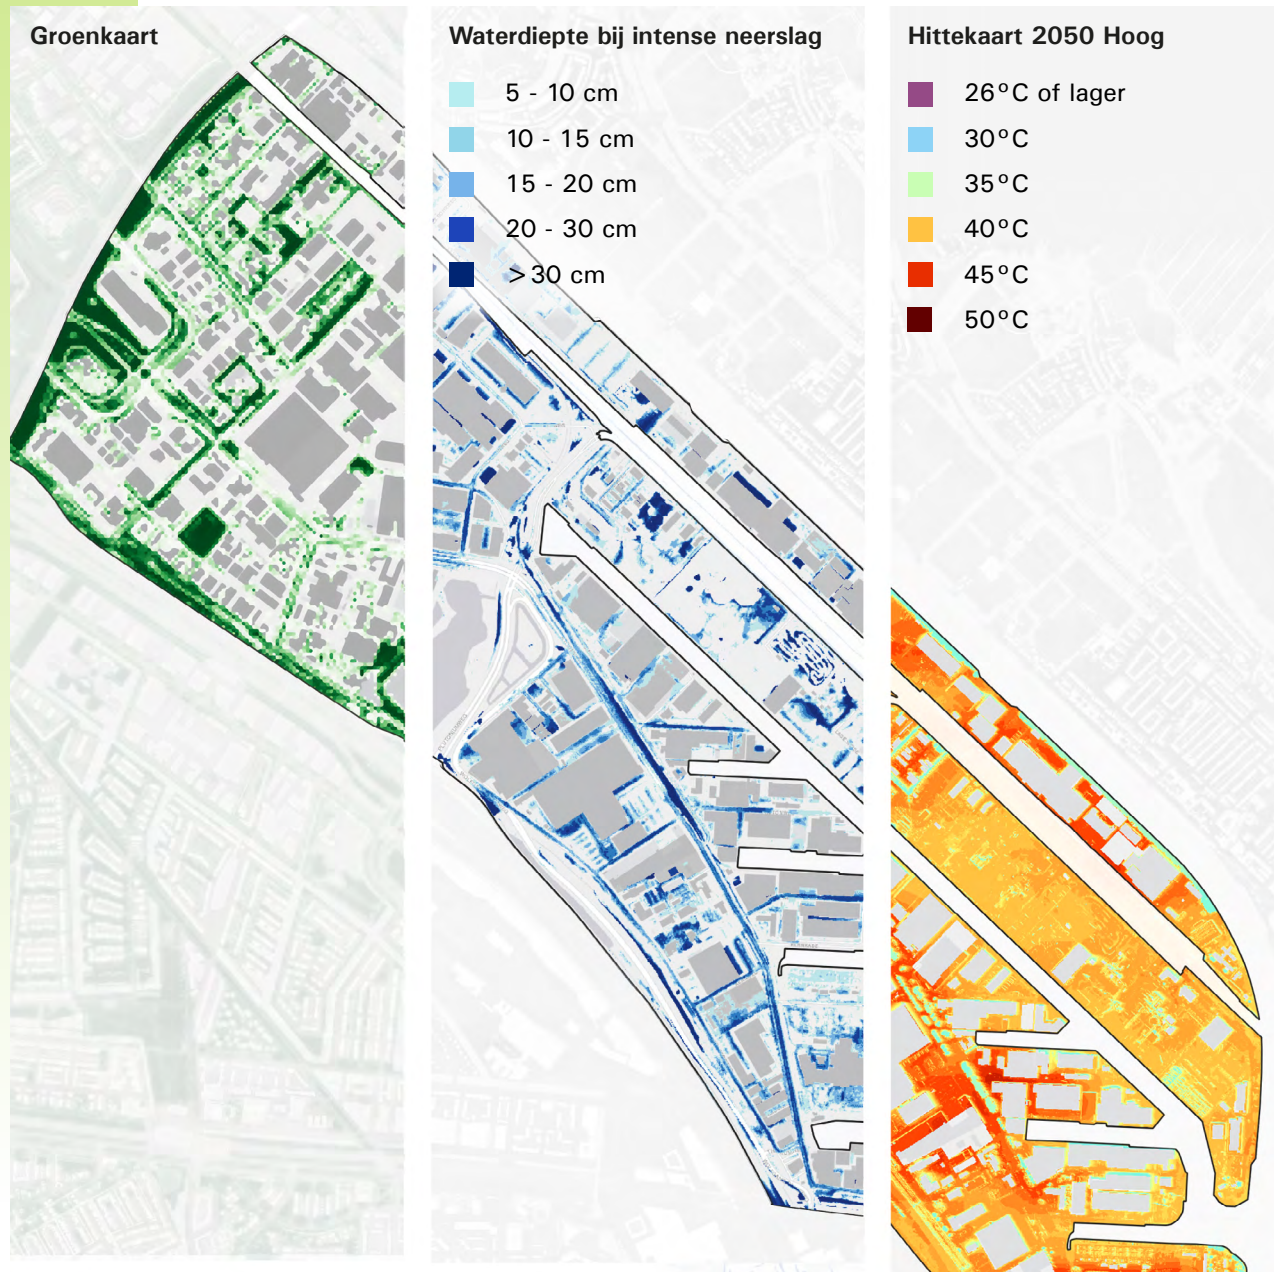 Groenkaart
Waterdiepte bij intense neerslag
5 - 10 cm
10 - 15 cm
15 - 20 cm
20 - 30 cm
>30 cm
Hittekaart 2050 Hoog
26°C of lager
30°C
35°C
40°C
45°C
50°C